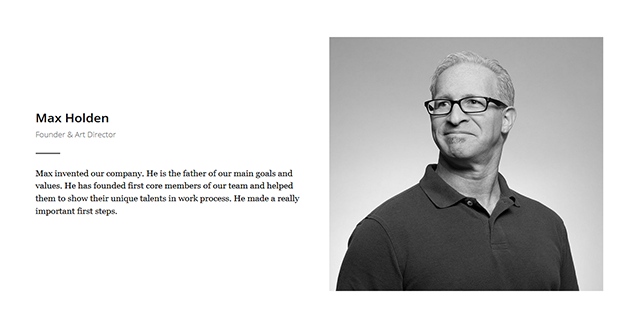 Max Holden
Founder & Art Director
Max invented our company. He is the father of our main goals and
values. He has founded first core members of our team and helped
them to show their unique talents in work process. He made a really
important first steps.